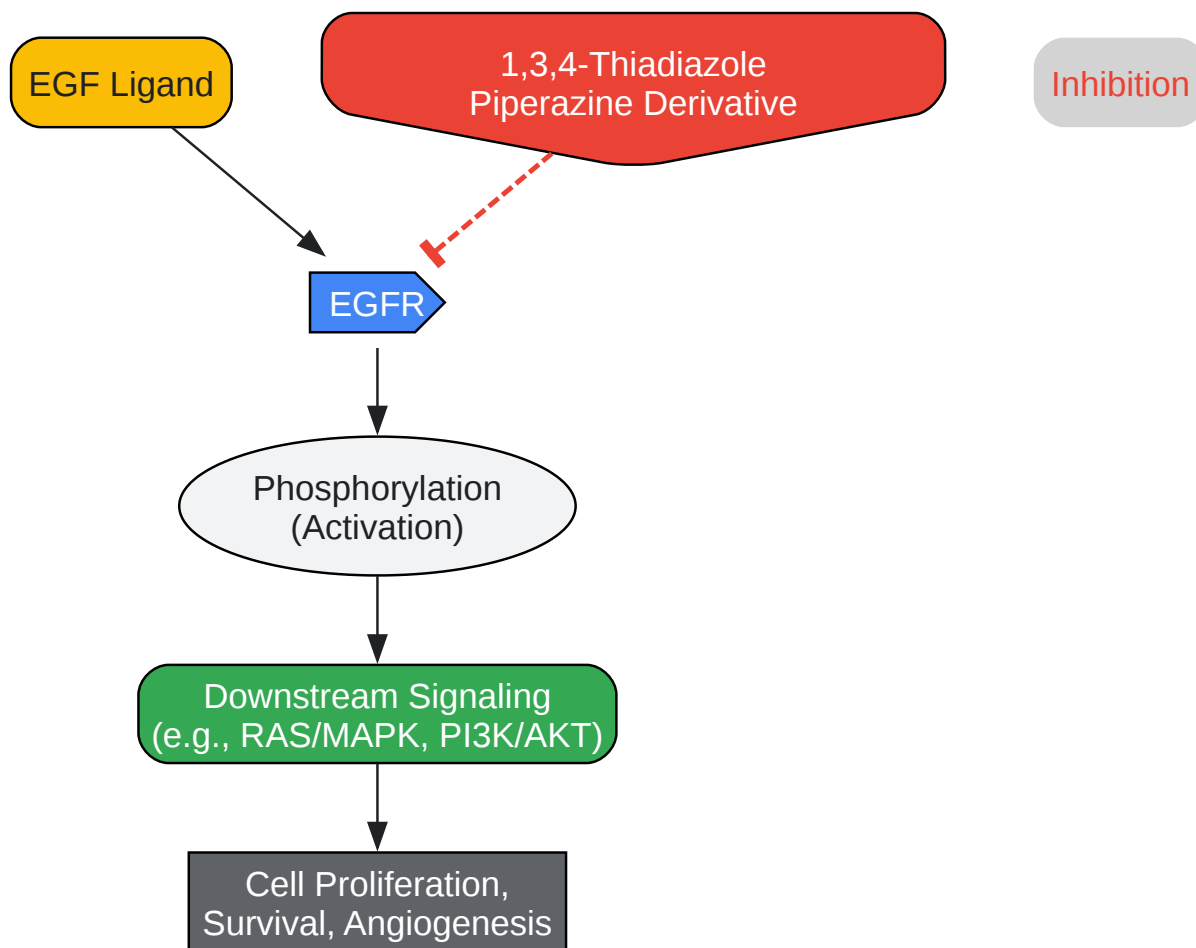 EGF Ligand
1,3,4-Thiadiazole
Piperazine Derivative
Inhibition
EGFR
Phosphorylation
(Activation)
Downstream Signaling
(e.g., RAS/MAPK, PI3K/AKT)
Cell Proliferation,
Survival, Angiogenesis